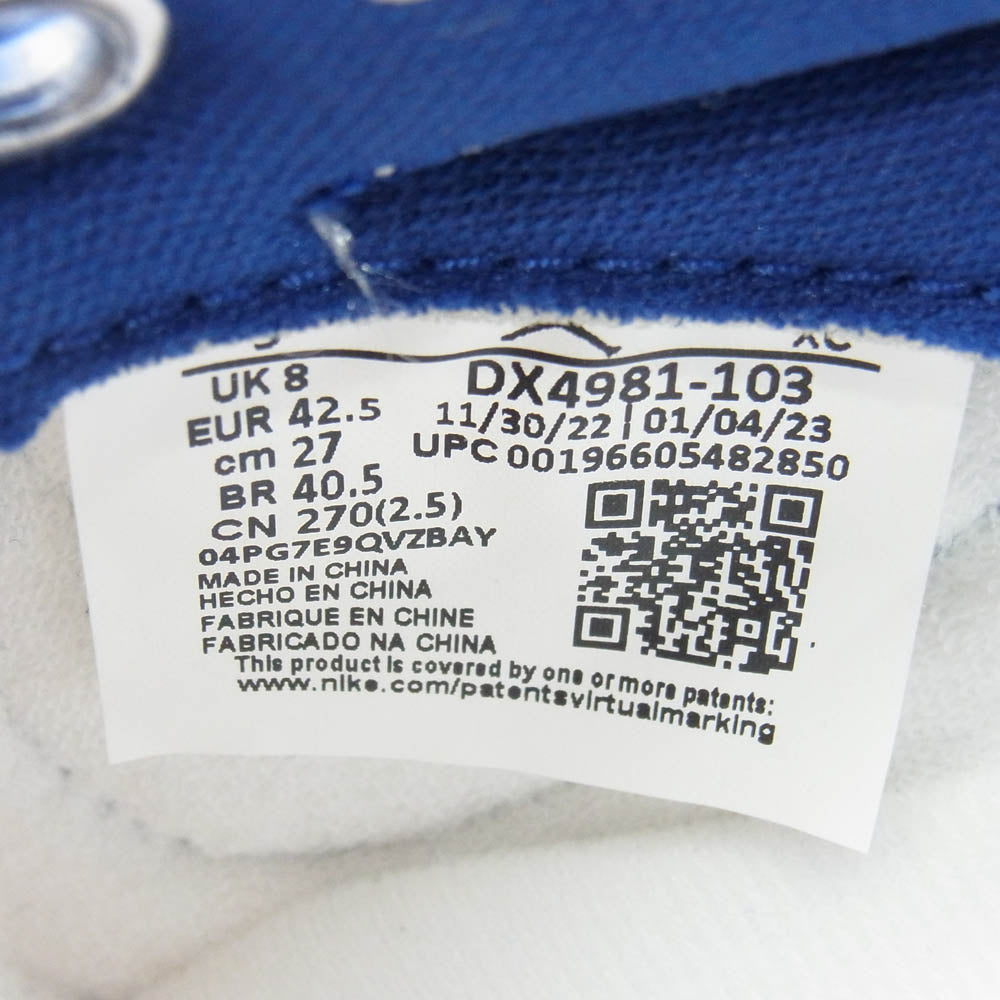 UK 8
EUR 42.5
cm 27
BR 40.5
CN 270(2.5)
04PG7E9QVZBAY
MADE IN CHINA
HECHO EN CHINA
FABRIQUE EN CHINE
FABRICADO NA CHINA
DX4981-103
11/30/22 | 01/04/23
UPC 00196605482850
This product is covered by one or more patents:
www.nike.com/patentsvirtualmarking